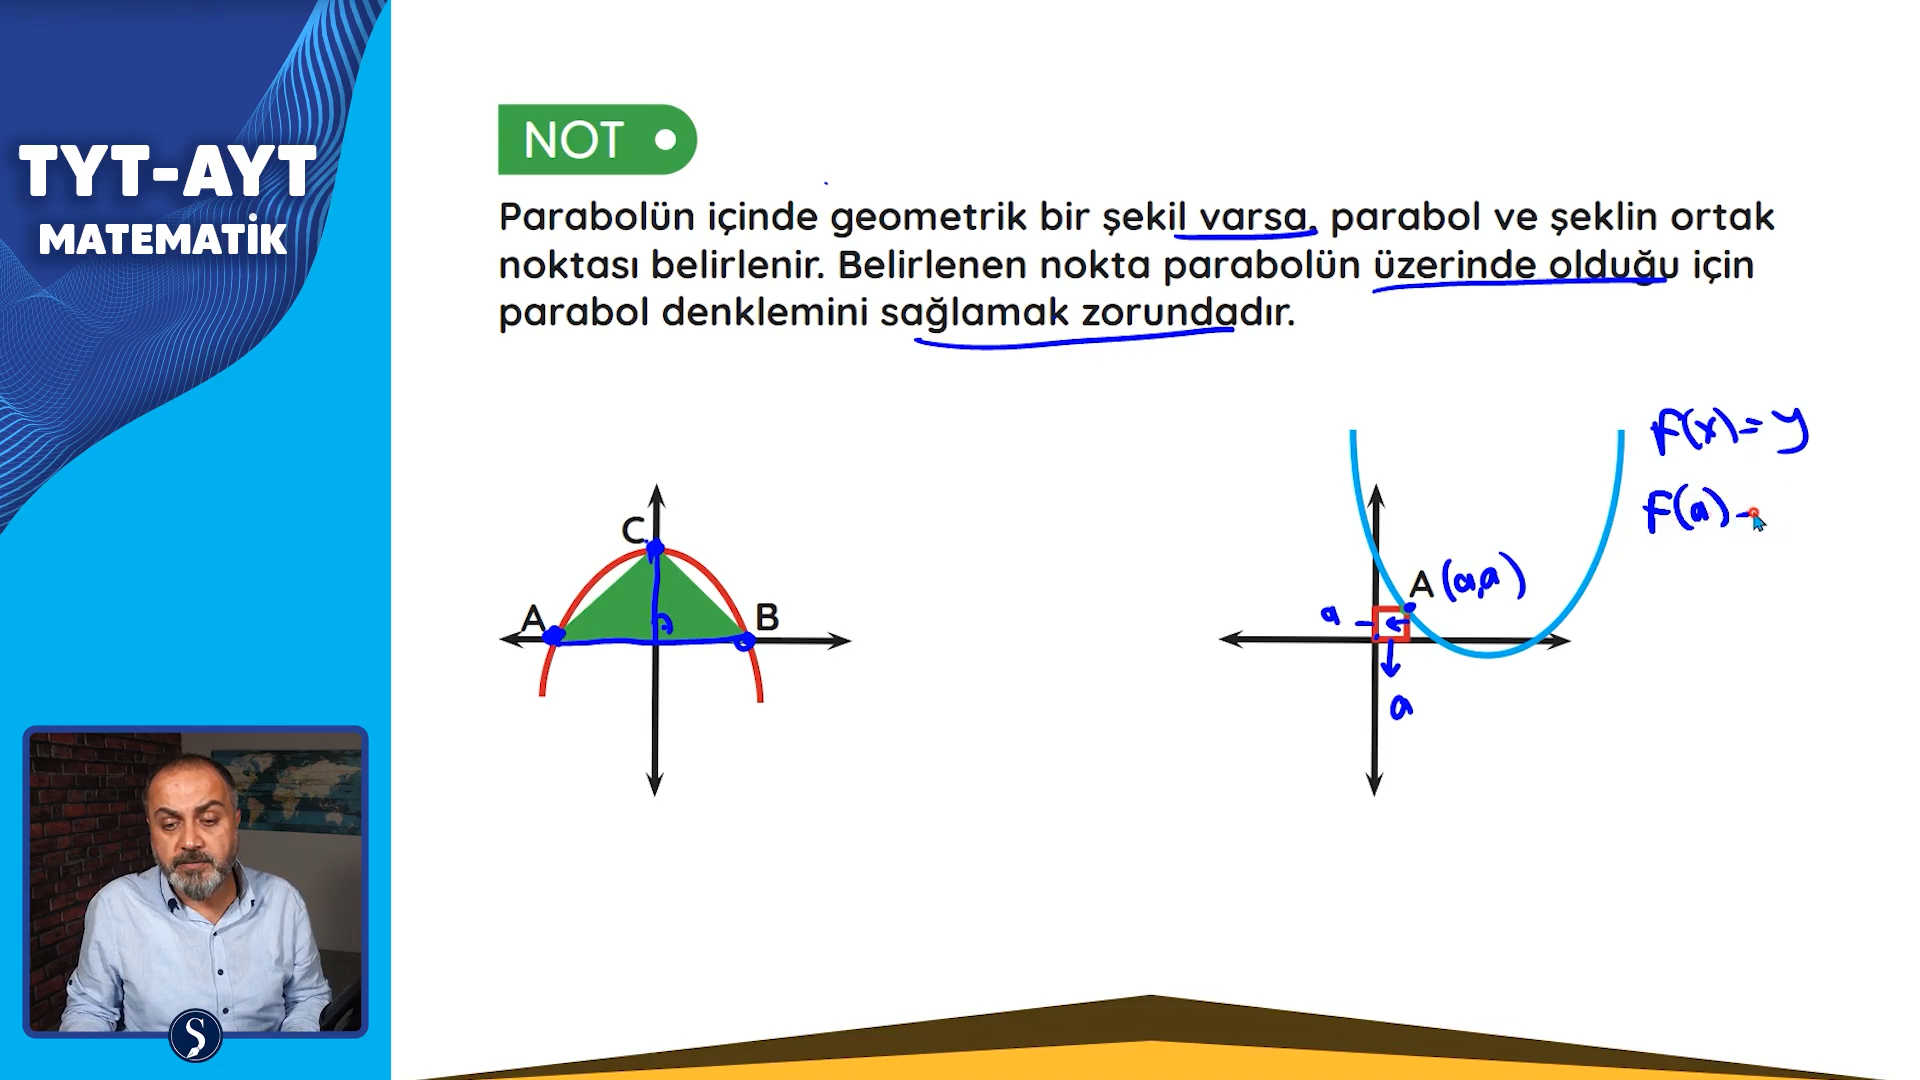 TYT-AYT
MATEMATİK
NOT
Parabolün içinde geometrik bir şekil varsa, parabol ve şeklin ortak
noktası belirlenir. Belirlenen nokta parabolün üzerinde olduğu için
parabol denklemini sağlamak zorundadır.
C
A
B
F(x)=y
F(a)-
A (a,a)
a
a
S